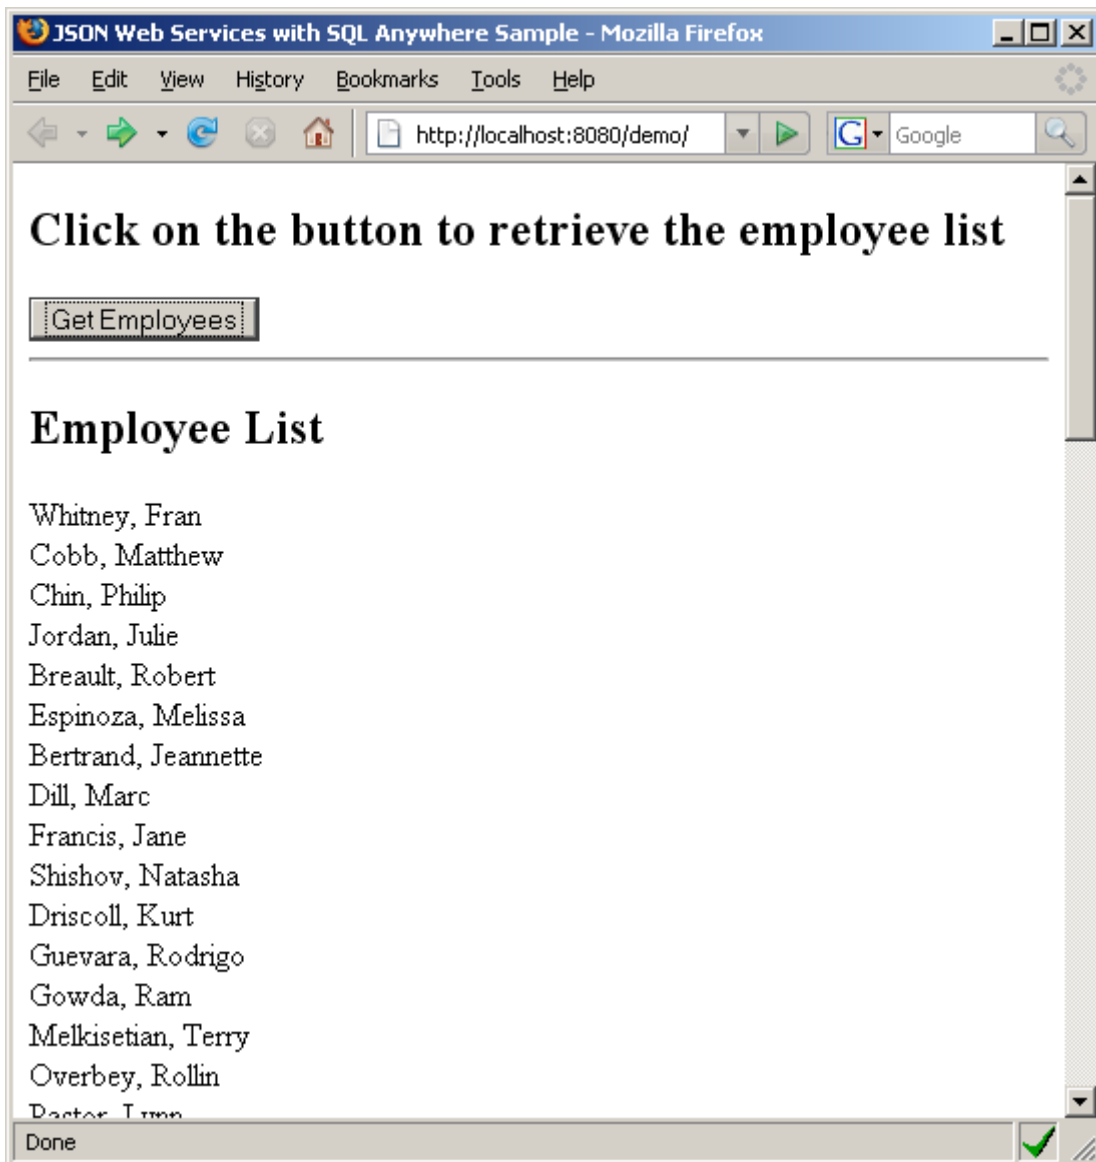 JSON Web Services with SQL Anywhere Sample - Mozilla Firefox
File Edit View History Bookmarks Tools Help
http://localhost:8080/demo/ G Google
Click on the button to retrieve the employee list
Get Employees
Employee List
Whitney, Fran
Cobb, Matthew
Chin, Philip
Jordan, Julie
Breault, Robert
Espinoza, Melissa
Bertrand, Jeannette
Dill, Marc
Francis, Jane
Shishov, Natasha
Driscoll, Kurt
Guevara, Rodrigo
Gowda, Ram
Melkisetian, Terry
Overbey, Rollin
Pastor, Lynn
Done